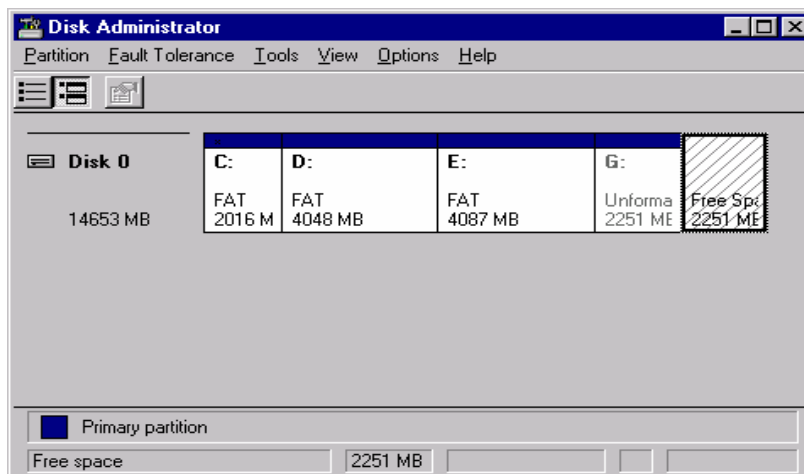 Disk Administrator
Partition Fault Tolerance Tools View Options Help
Disk 0
14653 MB
C:
FAT
2016 M
D:
FAT
4048 MB
E:
FAT
4087 MB
G:
Unforma
2251 ME
Free Spa
2251 ME
Primary partition
Free space 2251 MB